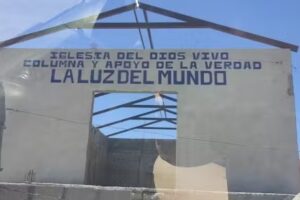 IGLESIA DEL DIOS VIVO
COLUMNA Y APOYO DE LA VERDAD
LA LUZ DEL MUNDO